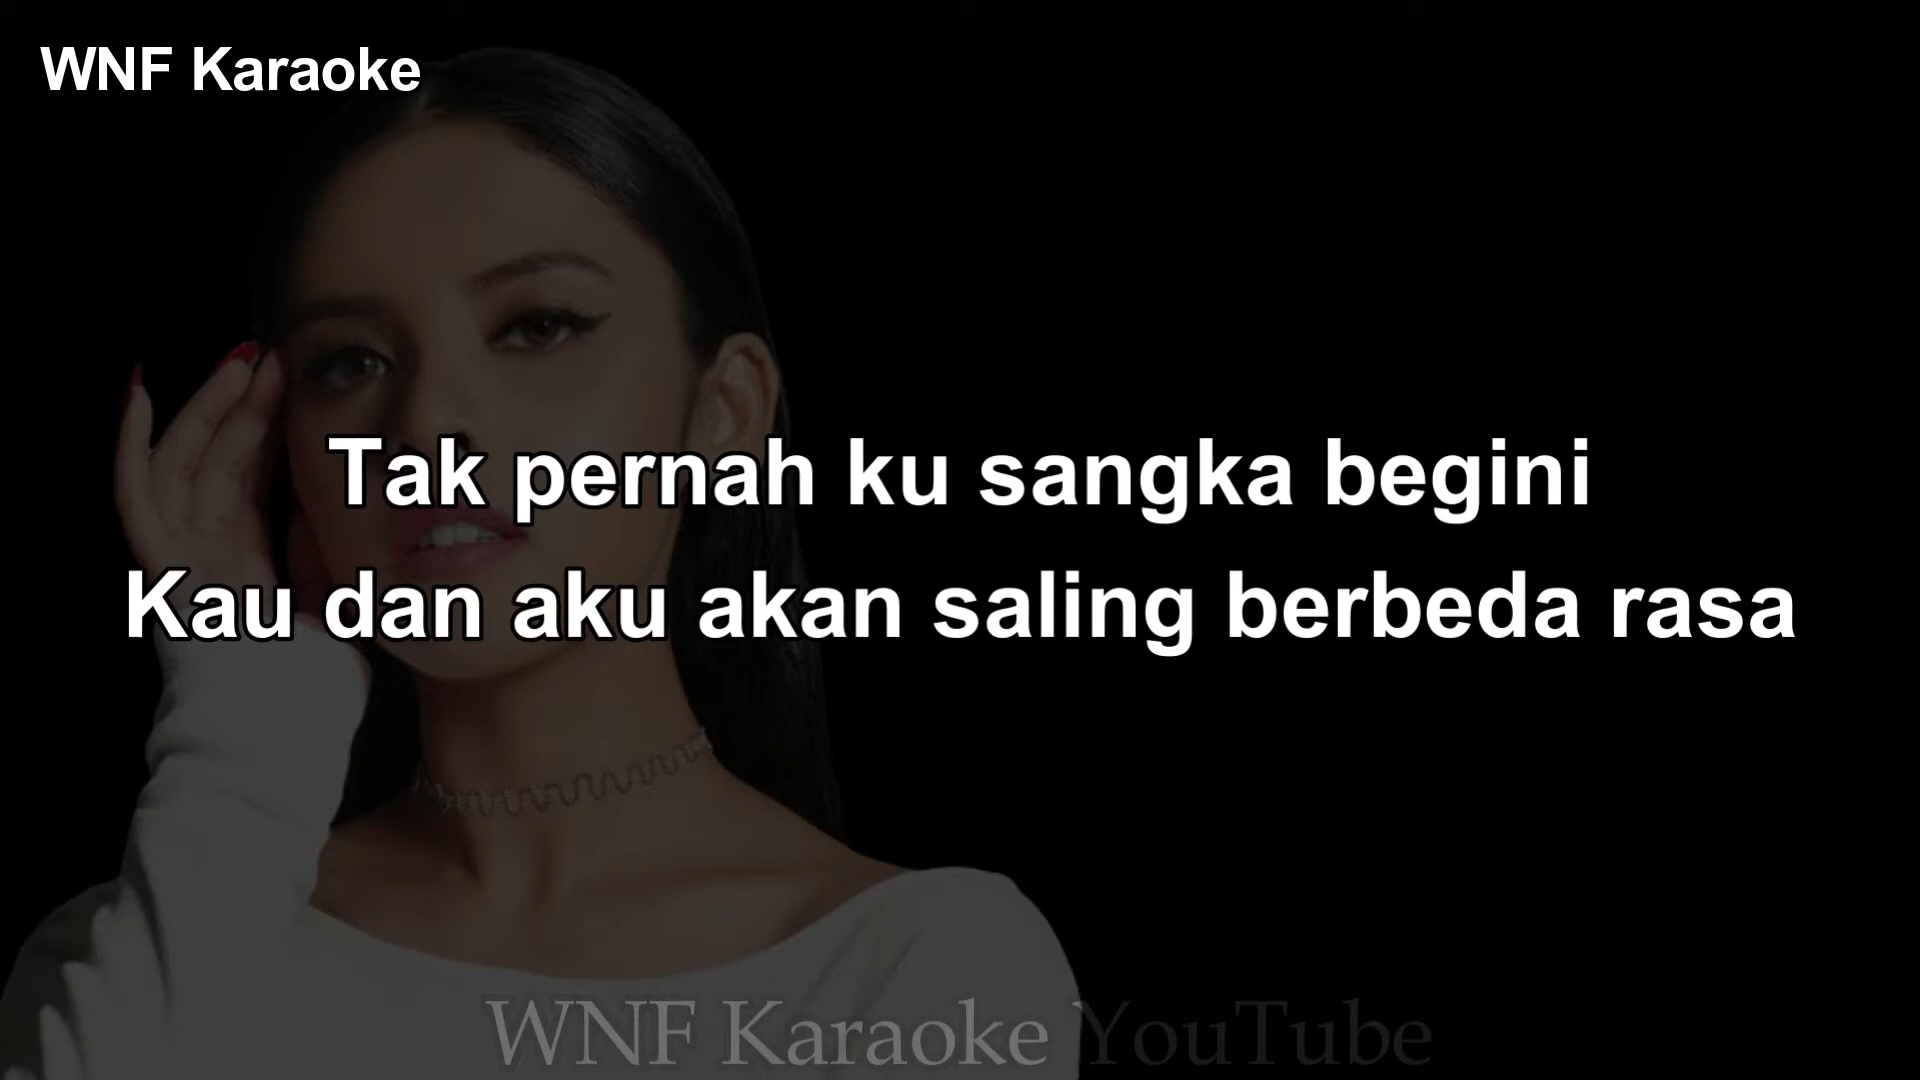 WNF Karaoke
Tak pernah ku sangka begini
Kau dan aku akan saling berbeda rasa
WNF Karaoke YouTube